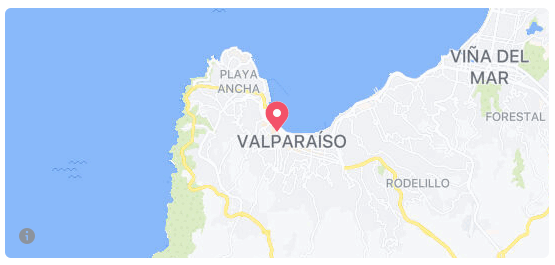 VIÑA DEL
MAR
PLAYA
ANCHA
FORESTAL
VALPARAÍSO
RODELILLO